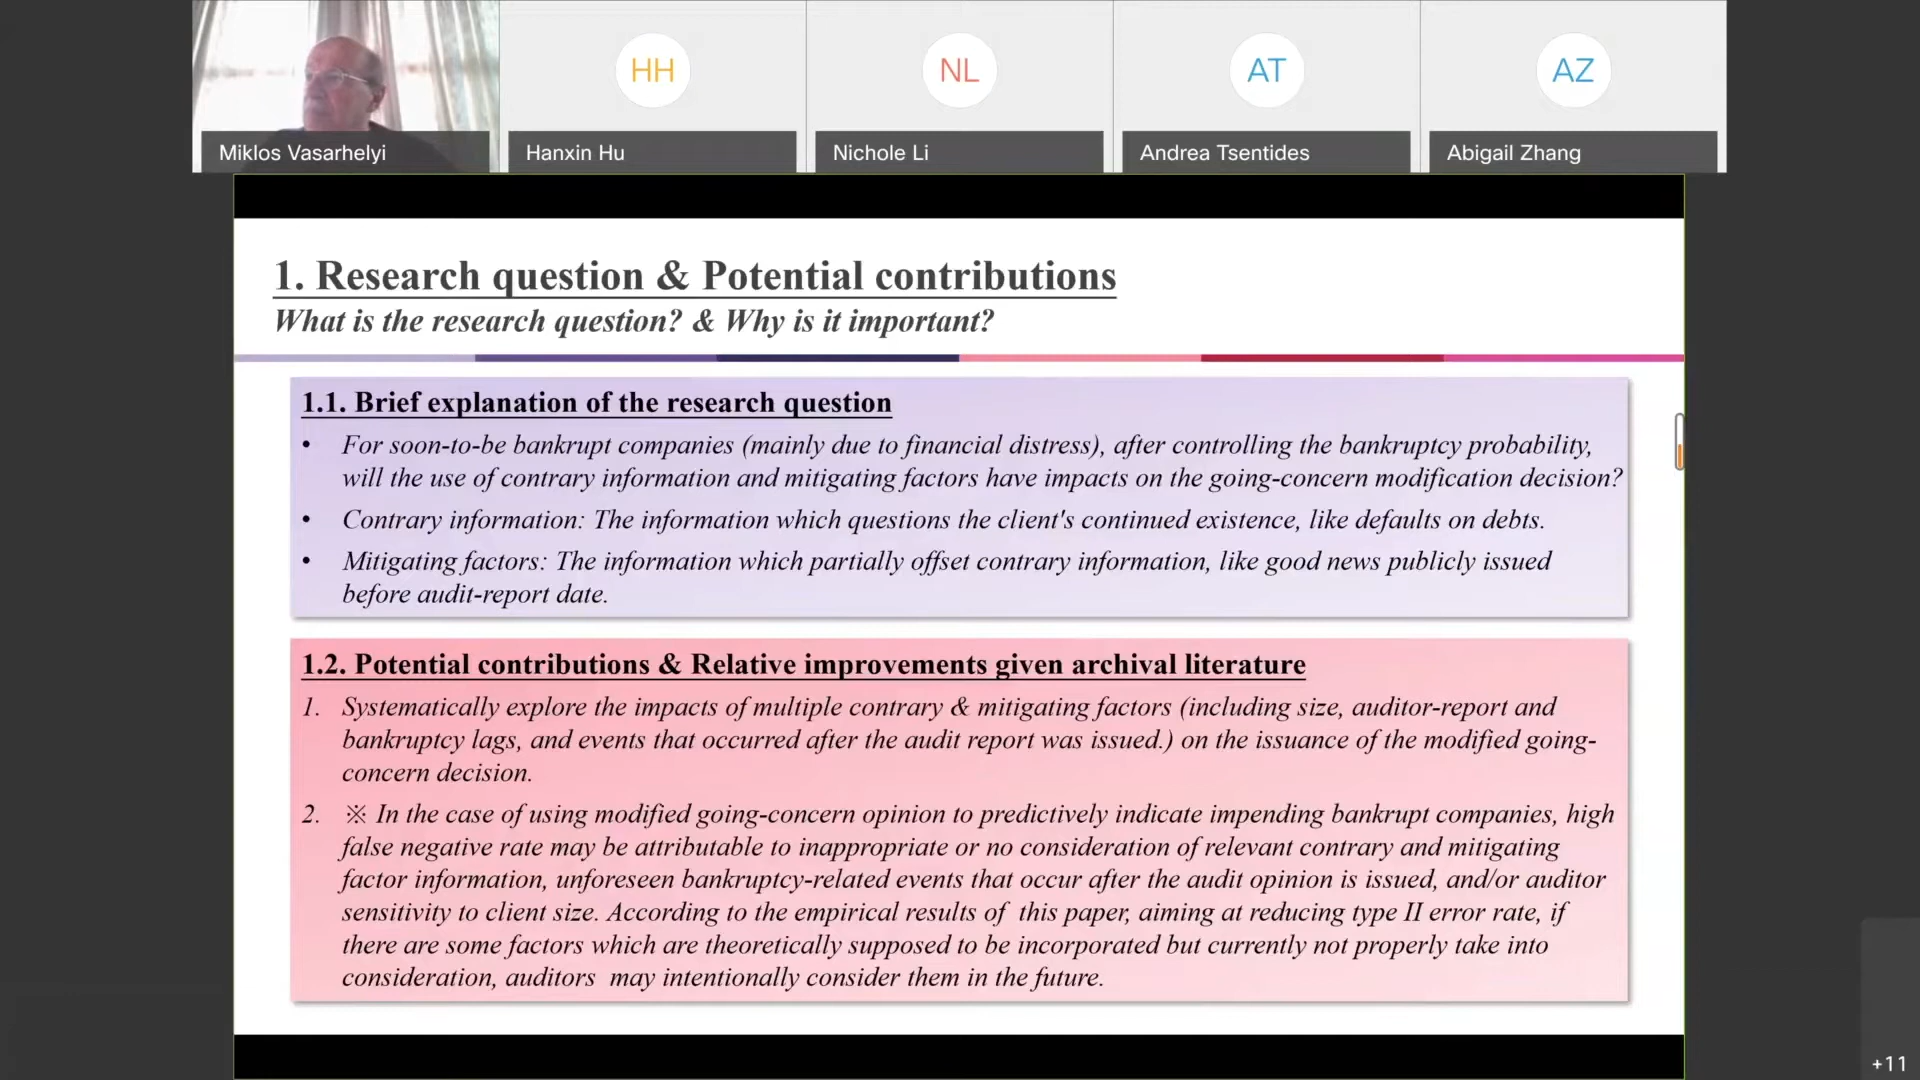 HH
NL
AT
AZ
Miklos Vasarhelyi
Hanxin Hu
Nichole Li
Andrea Tsentides
Abigail Zhang
1. Research question & Potential contributions
What is the research question? & Why is it important?
1.1. Brief explanation of the research question
• For soon-to-be bankrupt companies (mainly due to financial distress), after controlling the bankruptcy probability,
will the use of contrary information and mitigating factors have impacts on the going-concern modification decision?
• Contrary information: The information which questions the client's continued existence, like defaults on debts.
• Mitigating factors: The information which partially offset contrary information, like good news publicly issued
before audit-report date.
1.2. Potential contributions & Relative improvements given archival literature
1. Systematically explore the impacts of multiple contrary & mitigating factors (including size, auditor-report and
bankruptcy lags, and events that occurred after the audit report was issued.) on the issuance of the modified going-
concern decision.
2. ※ In the case of using modified going-concern opinion to predictively indicate impending bankrupt companies, high
false negative rate may be attributable to inappropriate or no consideration of relevant contrary and mitigating
factor information, unforeseen bankruptcy-related events that occur after the audit opinion is issued, and/or auditor
sensitivity to client size. According to the empirical results of this paper, aiming at reducing type II error rate, if
there are some factors which are theoretically supposed to be incorporated but currently not properly take into
consideration, auditors may intentionally consider them in the future.
+11